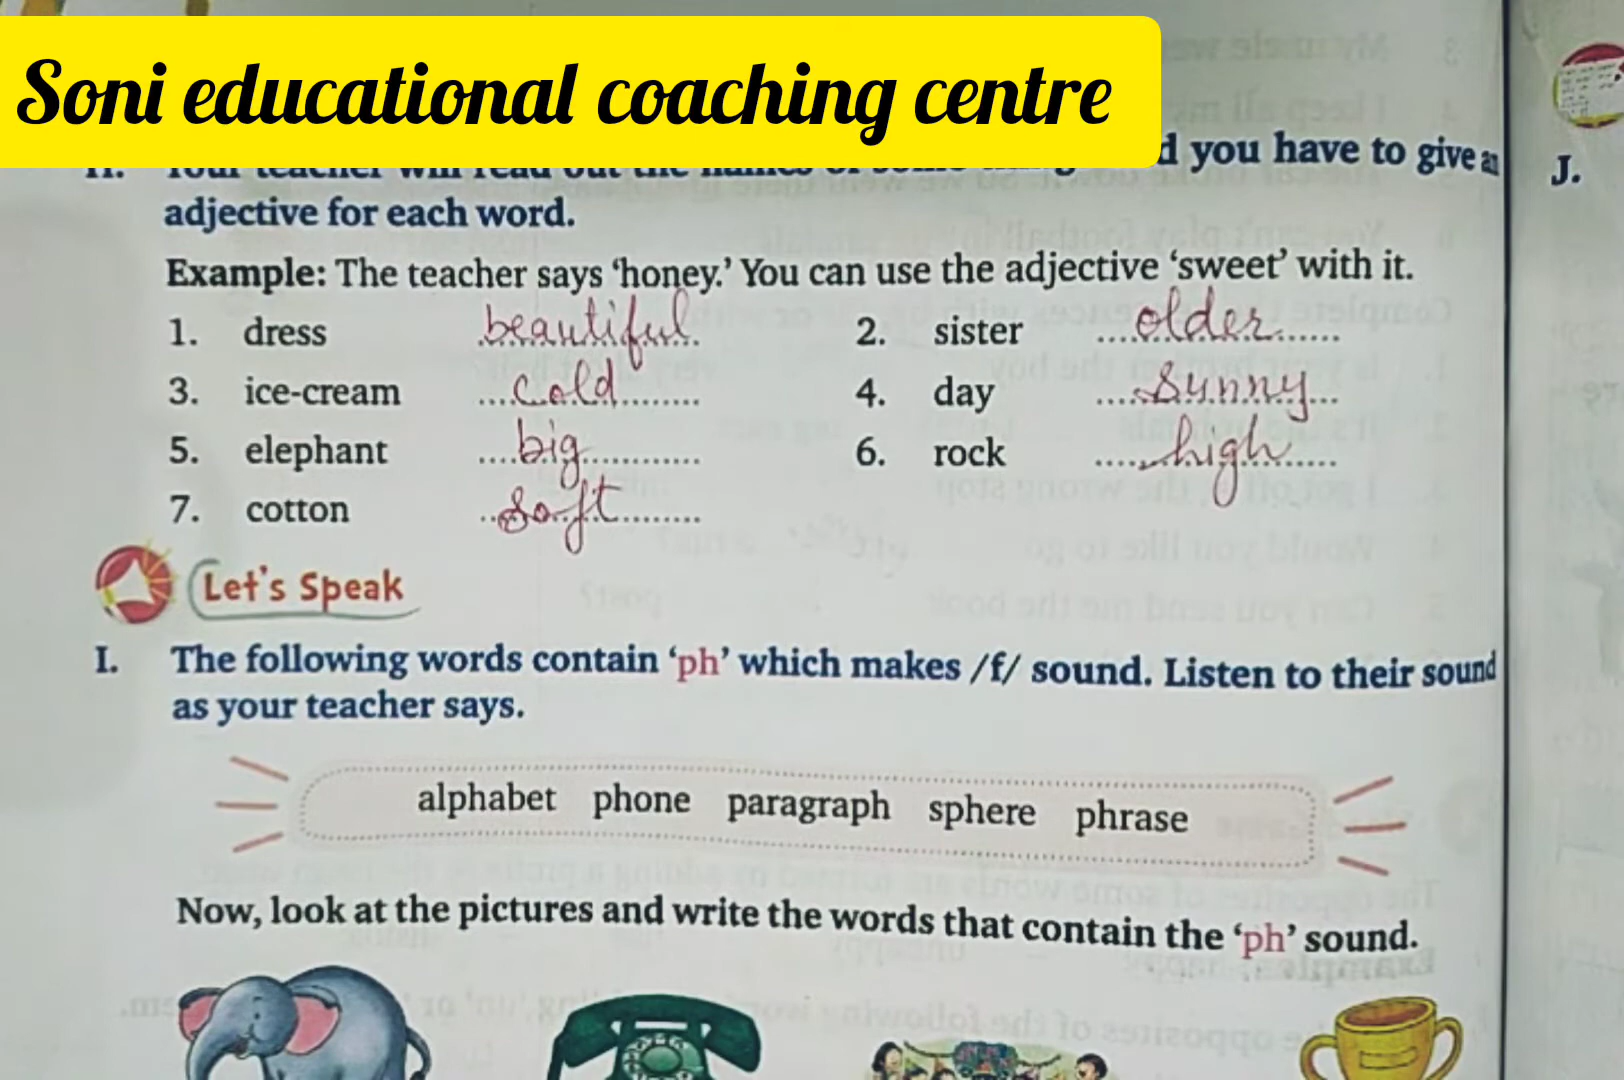 Soni educational coaching centre
d you have to give an
J.
adjective for each word.
Example: The teacher says ‘honey.’ You can use the adjective ‘sweet’ with it.
1. dress beautiful 2. sister older
3. ice-cream cold 4. day sunny
5. elephant big 6. rock high
7. cotton soft
Let's Speak
I. The following words contain ‘ph’ which makes /f/ sound. Listen to their sound
as your teacher says.
alphabet phone paragraph sphere phrase
Now, look at the pictures and write the words that contain the ‘ph’ sound.